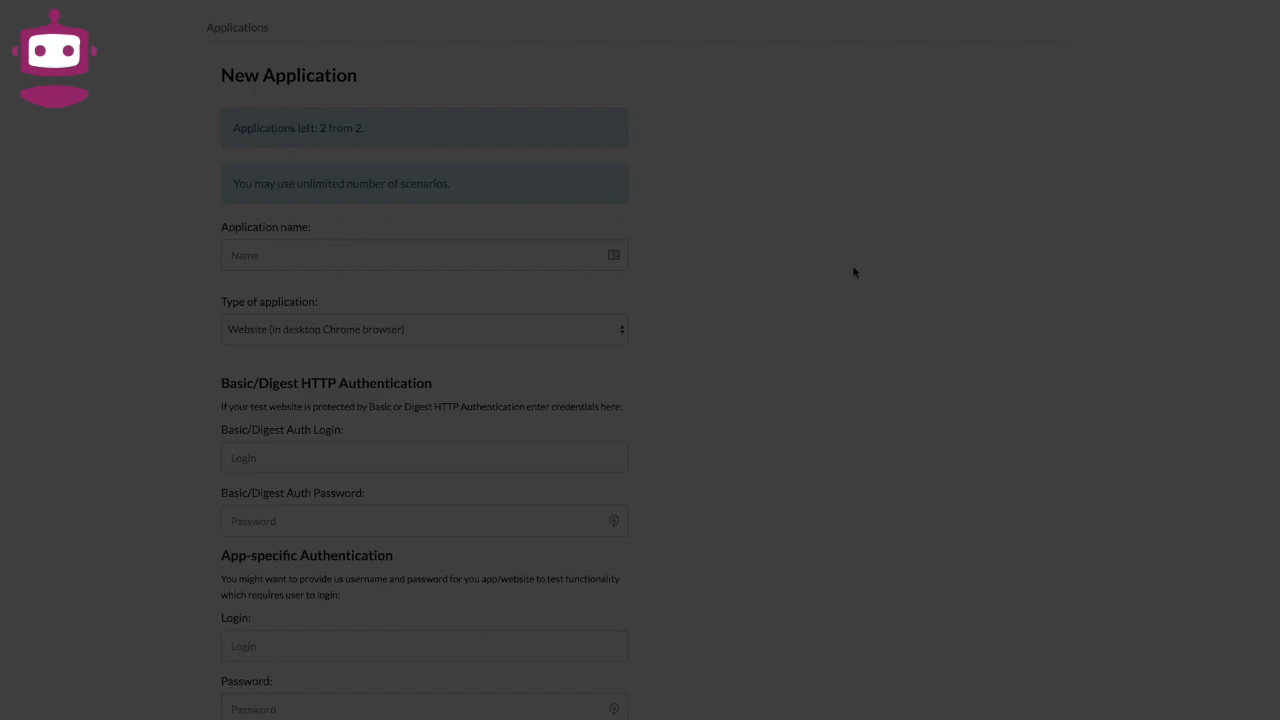 Applications
New Application
Applications left: 2 from 2.
You may use unlimited number of scenarios.
Application name:
Name
Type of application:
Website (in desktop Chrome browser)
Basic/Digest HTTP Authentication
If your test website is protected by Basic or Digest HTTP Authentication enter credentials here:
Basic/Digest Auth Login:
Login
Basic/Digest Auth Password:
Password
App-specific Authentication
You might want to provide us username and password for you app/website to test functionality
which requires user to login:
Login:
Login
Password:
Password